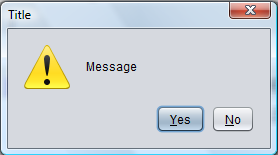 Title
Message
Yes No